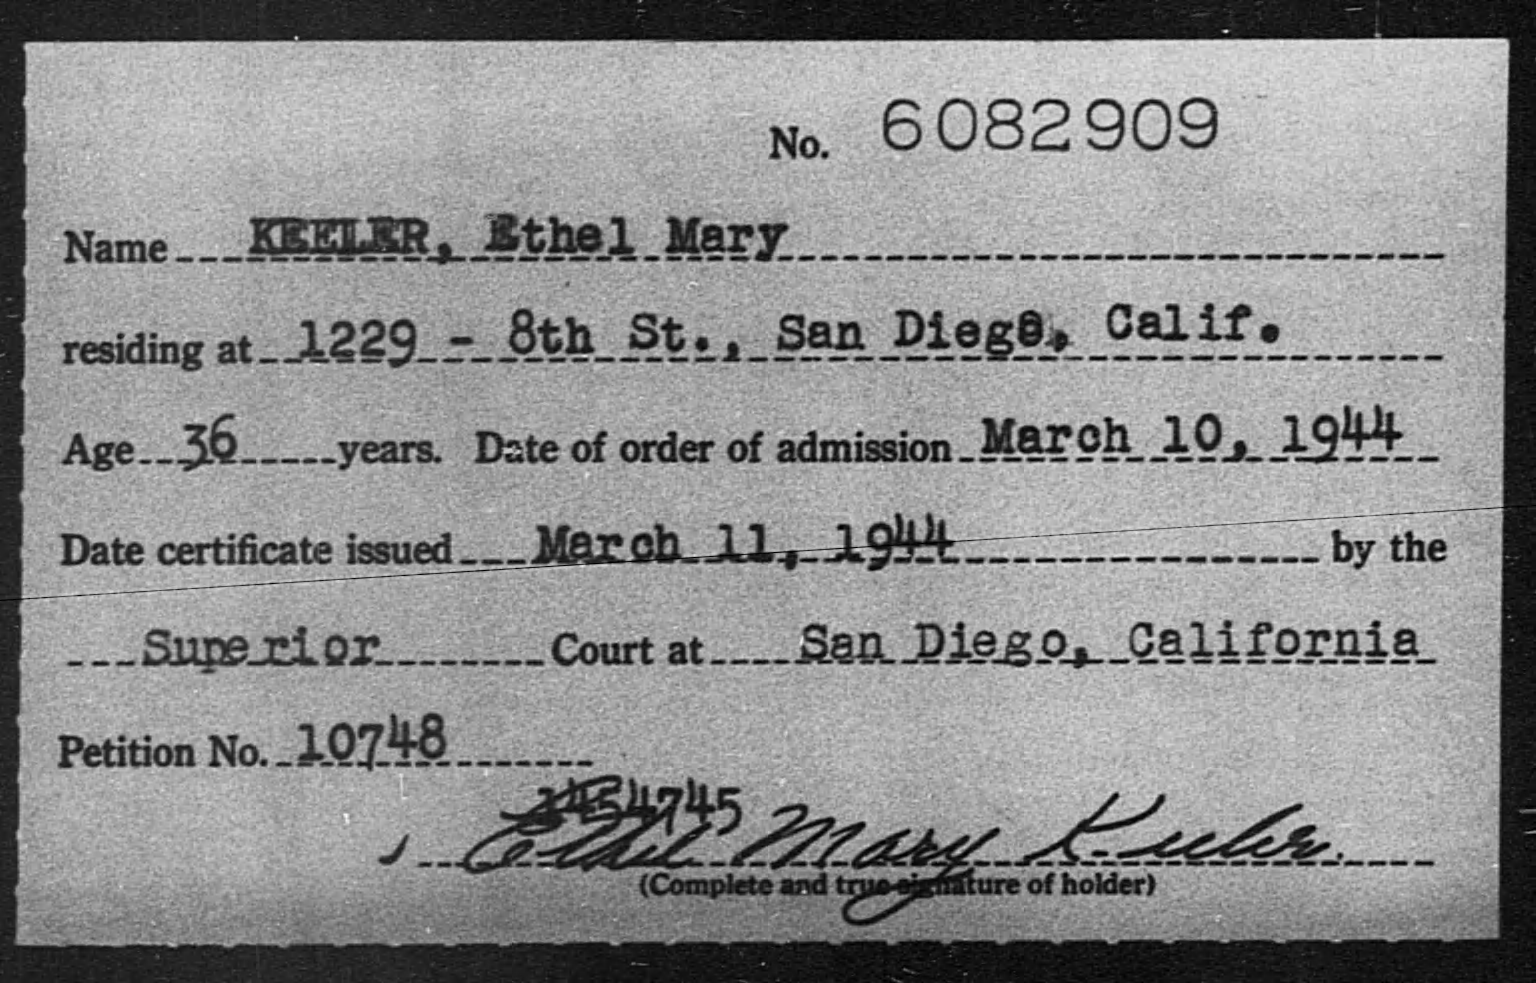 No. 6082909
Name KEELER, Ethel Mary
residing at 1229 - 8th St., San Diego, Calif.
Age 36 years. Date of order of admission March 10, 1944
Date certificate issued March 11, 1944 by the
Superior Court at San Diego, California
Petition No. 10748
1454745
Ethel Mary Keeler.
(Complete and true signature of holder)